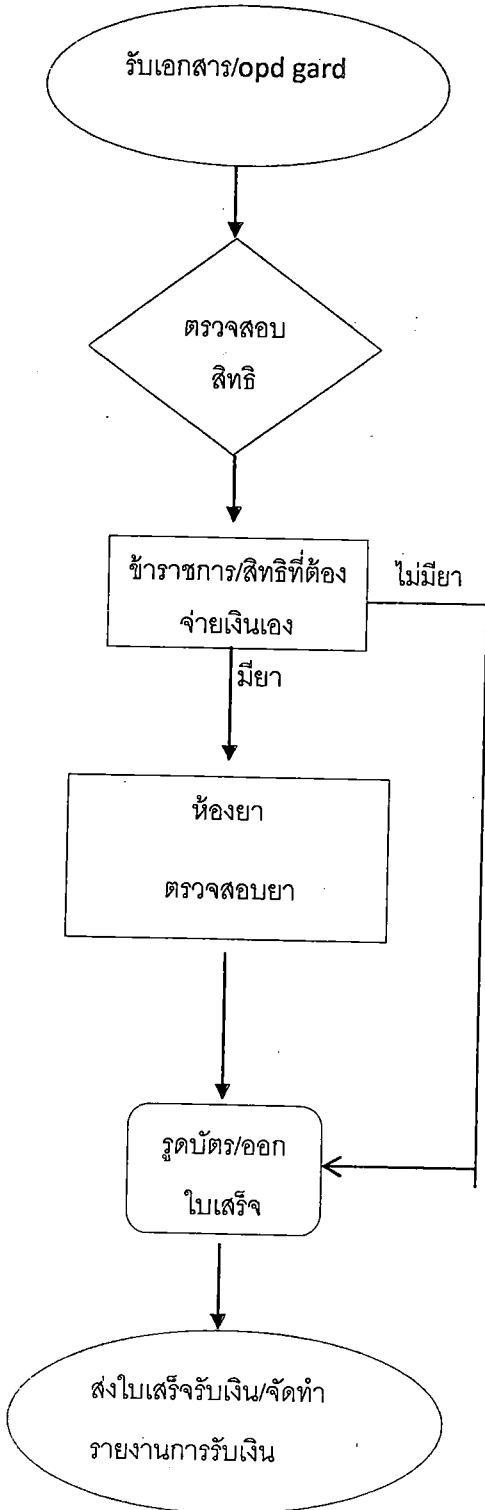 รับเอกสาร/opd gard
ตรวจสอบ
สิทธิ
ข้าราชการ/สิทธิที่ต้อง
จ่ายเงินเอง
ไม่มียา
มียา
ห้องยา
ตรวจสอบยา
รูดบัตร/ออก
ใบเสร็จ
ส่งใบเสร็จรับเงิน/จัดทำ
รายงานการรับเงิน